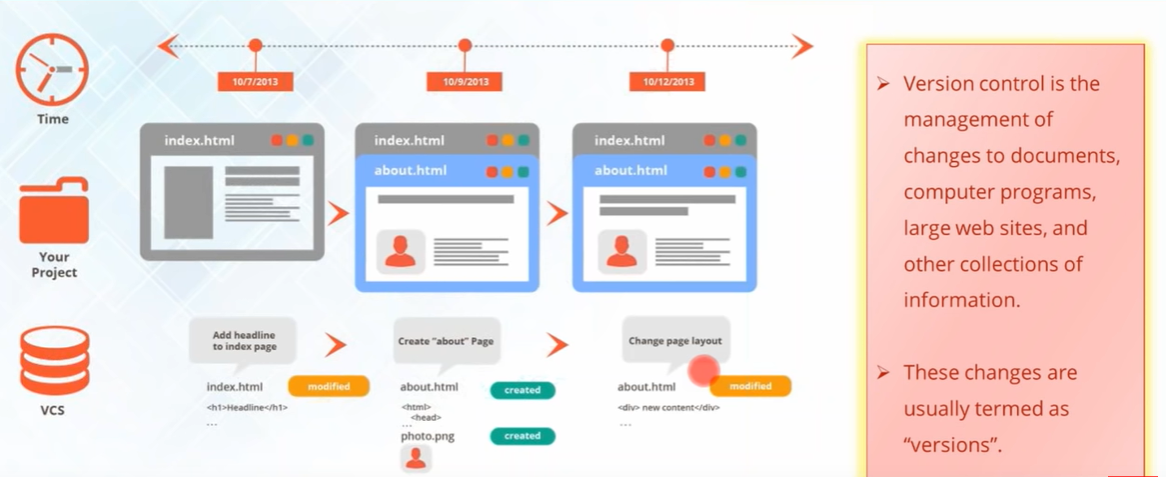 Time
10/7/2013
10/9/2013
10/12/2013
Your
Project
index.html
index.html
about.html
index.html
about.html
VCS
Add headline
to index page
index.html
modified
<h1>Headline</h1>
...
Create “about” Page
about.html
created
<html>
<head>
...
photo.png
created
Change page layout
about.html
modified
<div> new content</div>
...
➢ Version control is the
management of
changes to documents,
computer programs,
large web sites, and
other collections of
information.
➢ These changes are
usually termed as
“versions”.